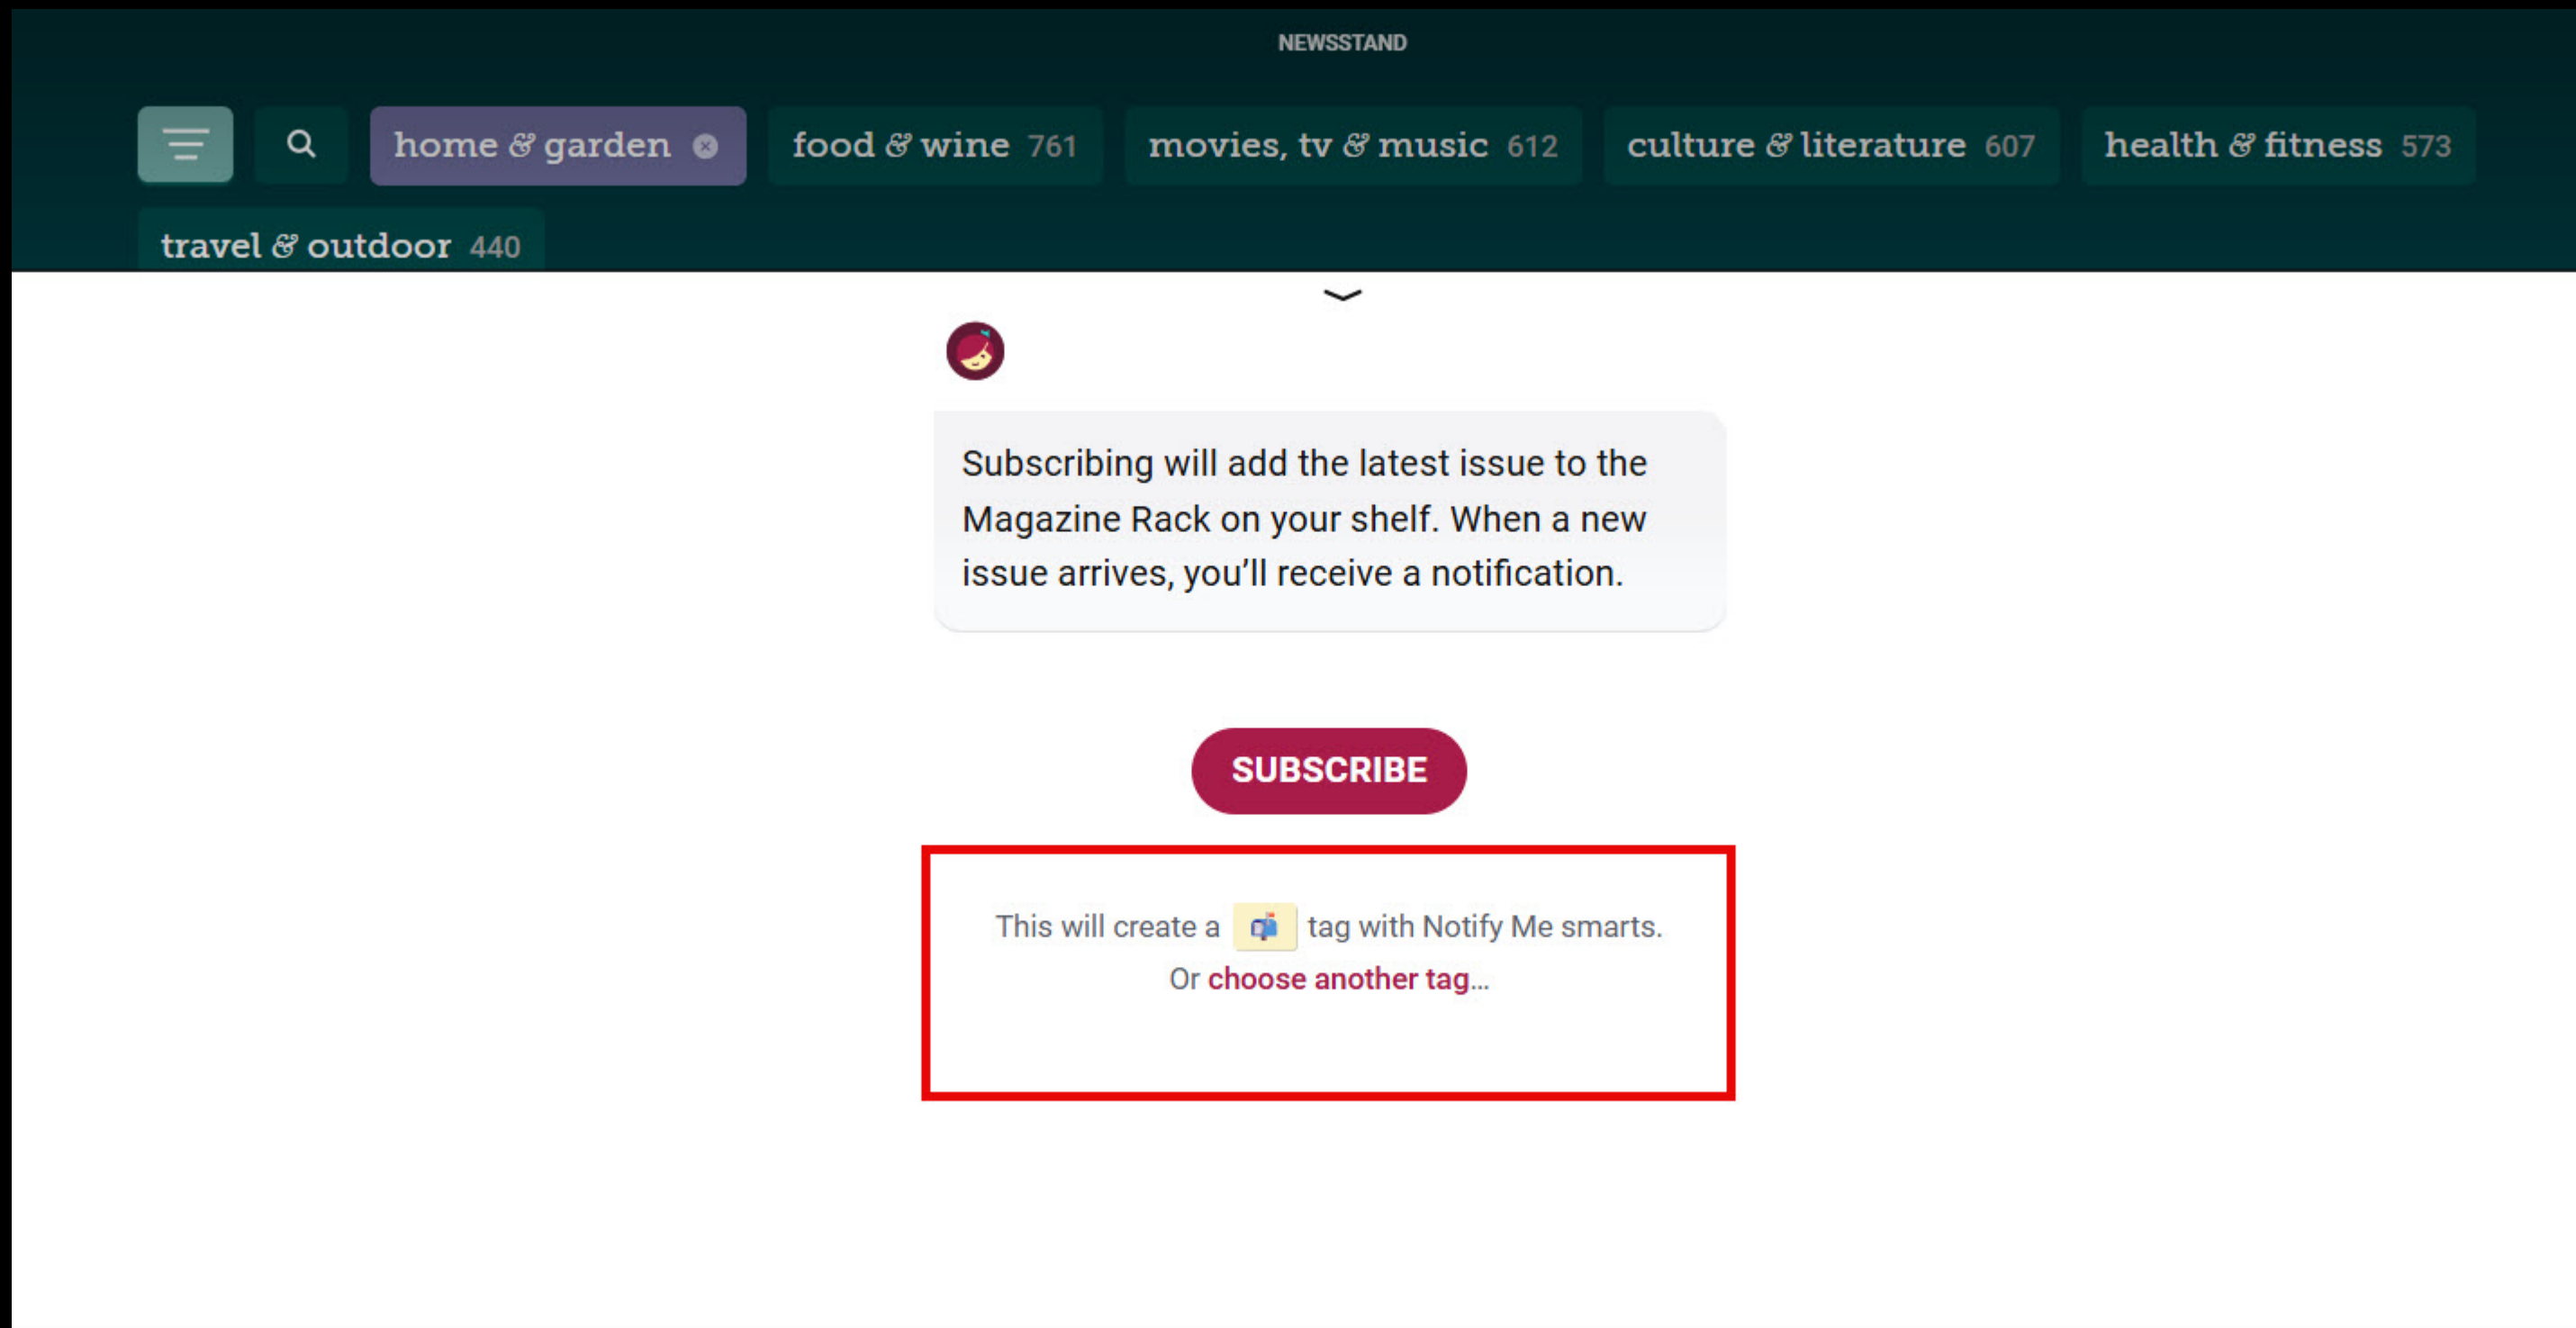 NEWSSTAND
home & garden food & wine 761 movies, tv & music 612 culture & literature 607 health & fitness 573
travel & outdoor 440
Subscribing will add the latest issue to the
Magazine Rack on your shelf. When a new
issue arrives, you’ll receive a notification.
SUBSCRIBE
This will create a 📬 tag with Notify Me smarts.
Or choose another tag...